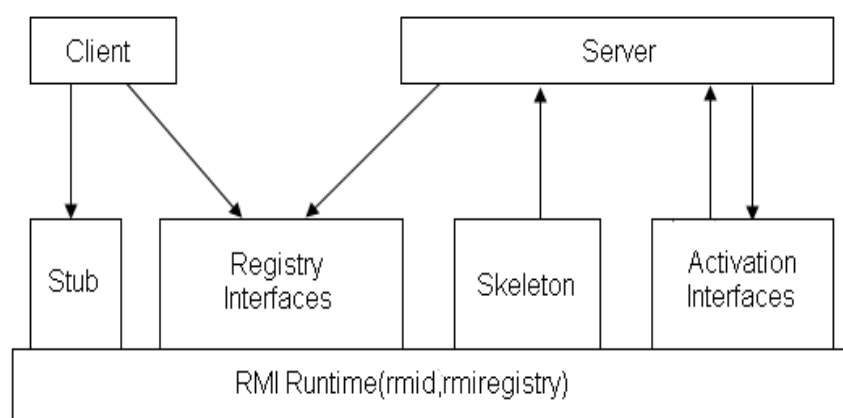 Client
Server
Stub
Registry
Interfaces
Skeleton
Activation
Interfaces
RMI Runtime(rmid,rmiregistry)